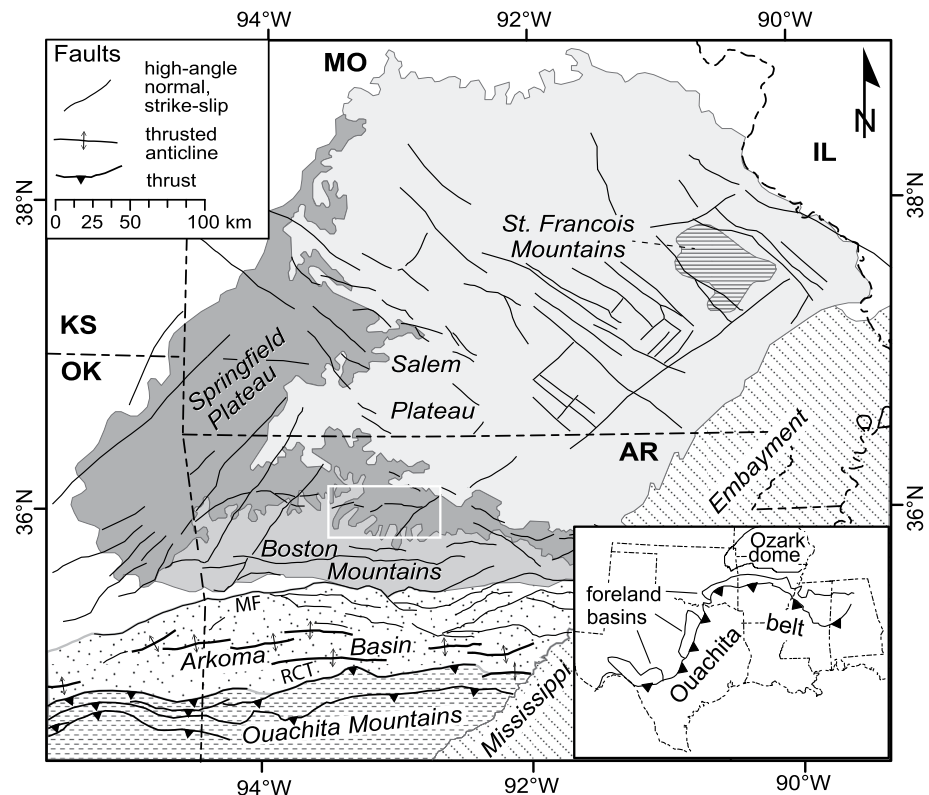 94°W
92°W
90°W
Faults
high-angle
normal,
strike-slip
thrusted
anticline
thrust
0 25 50 100 km
MO
N
IL
38°N
38°N
St. Francois
Mountains
KS
OK
Springfield
Plateau
Salem
Plateau
AR
Embayment
36°N
36°N
Boston
Mountains
MF
Arkoma
Basin
RCT
Ouachita Mountains
Mississippi
Ozark
dome
foreland
basins
Ouachita
belt
94°W
92°W
90°W